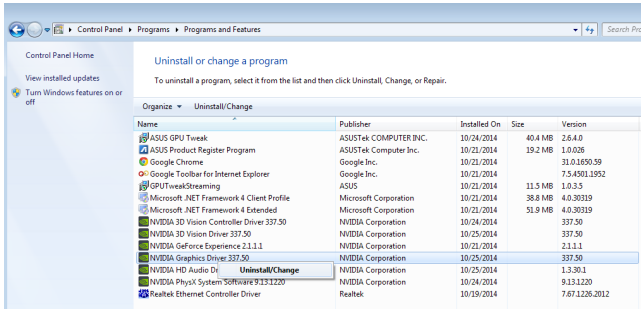 Control Panel ▸ Programs ▸ Programs and Features
Search Pro
Control Panel Home
View installed updates
Turn Windows features on or
off
Uninstall or change a program
To uninstall a program, select it from the list and then click Uninstall, Change, or Repair.
Organize Uninstall/Change
Name Publisher Installed On Size Version
ASUS GPU Tweak ASUSTek COMPUTER INC. 10/24/2014 40.4 MB 2.6.4.0
ASUS Product Register Program ASUSTek Computer Inc. 10/21/2014 19.2 MB 1.0.026
Google Chrome Google Inc. 10/21/2014 31.0.1650.59
Google Toolbar for Internet Explorer Google Inc. 10/21/2014 7.5.4501.1952
GPUTweakStreaming ASUS 10/21/2014 11.5 MB 1.0.3.5
Microsoft .NET Framework 4 Client Profile Microsoft Corporation 10/21/2014 38.8 MB 4.0.30319
Microsoft .NET Framework 4 Extended Microsoft Corporation 10/21/2014 51.9 MB 4.0.30319
NVIDIA 3D Vision Controller Driver 337.50 NVIDIA Corporation 10/24/2014 337.50
NVIDIA 3D Vision Driver 337.50 NVIDIA Corporation 10/25/2014 337.50
NVIDIA GeForce Experience 2.1.1.1 NVIDIA Corporation 10/21/2014 2.1.1.1
NVIDIA Graphics Driver 337.50 NVIDIA Corporation 10/25/2014 337.50
NVIDIA HD Audio Dr Uninstall/Change NVIDIA Corporation 10/25/2014 1.3.30.1
NVIDIA PhysX System Software 9.13.1220 NVIDIA Corporation 10/24/2014 9.13.1220
Realtek Ethernet Controller Driver Realtek 10/19/2014 7.67.1226.2012